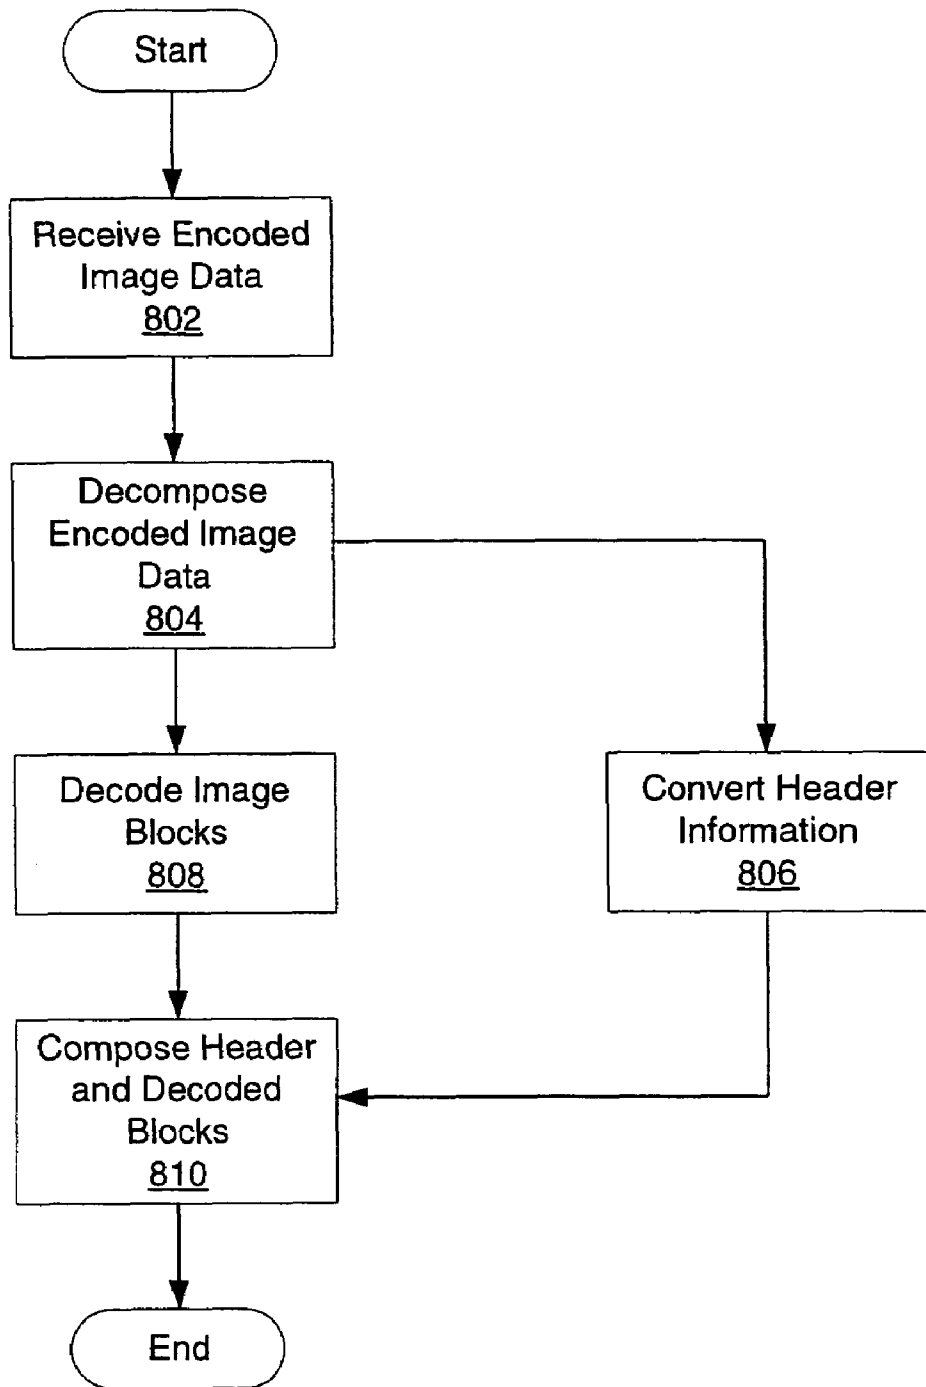 Start
Receive Encoded
Image Data
802
Decompose
Encoded Image
Data
804
Decode Image
Blocks
808
Convert Header
Information
806
Compose Header
and Decoded
Blocks
810
End